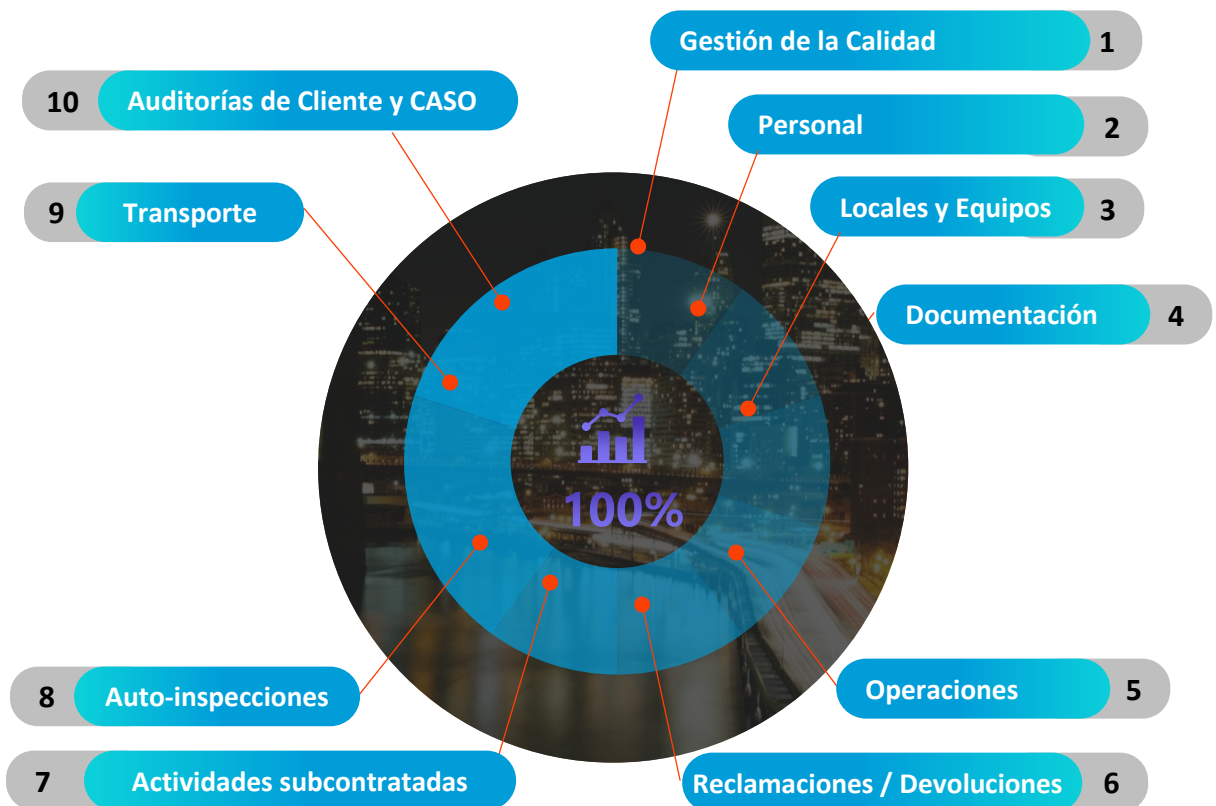 Gestión de la Calidad 1
Personal 2
Locales y Equipos 3
Documentación 4
Operaciones 5
Reclamaciones / Devoluciones 6
7 Actividades subcontratadas
8 Auto-inspecciones
9 Transporte
10 Auditorías de Cliente y CASO
100%